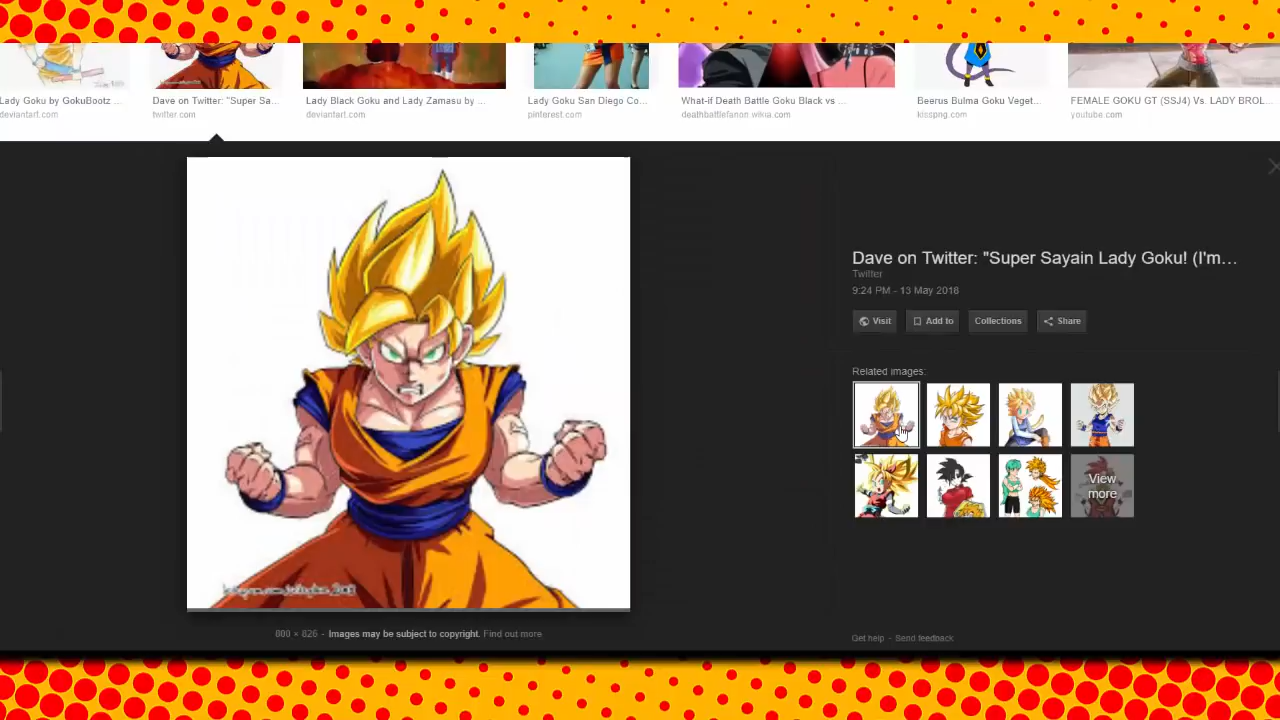 Lady Goku by GokuBootz ...
deviantart.com
Dave on Twitter: "Super Sa...
twitter.com
Lady Black Goku and Lady Zamasu by ...
deviantart.com
Lady Goku San Diego Co...
pinterest.com
What-if Death Battle Goku Black vs ...
deathbattlefanon.wikia.com
Beerus Bulma Goku Veget...
kisspng.com
FEMALE GOKU GT (SSJ4) Vs. LADY BROL...
youtube.com
Dave on Twitter: "Super Sayain Lady Goku! (I'm...
Twitter
9:24 PM - 13 May 2018
Visit
Add to
Collections
Share
Related images:
View
more
800 × 826 - Images may be subject to copyright. Find out more
Get help - Send feedback